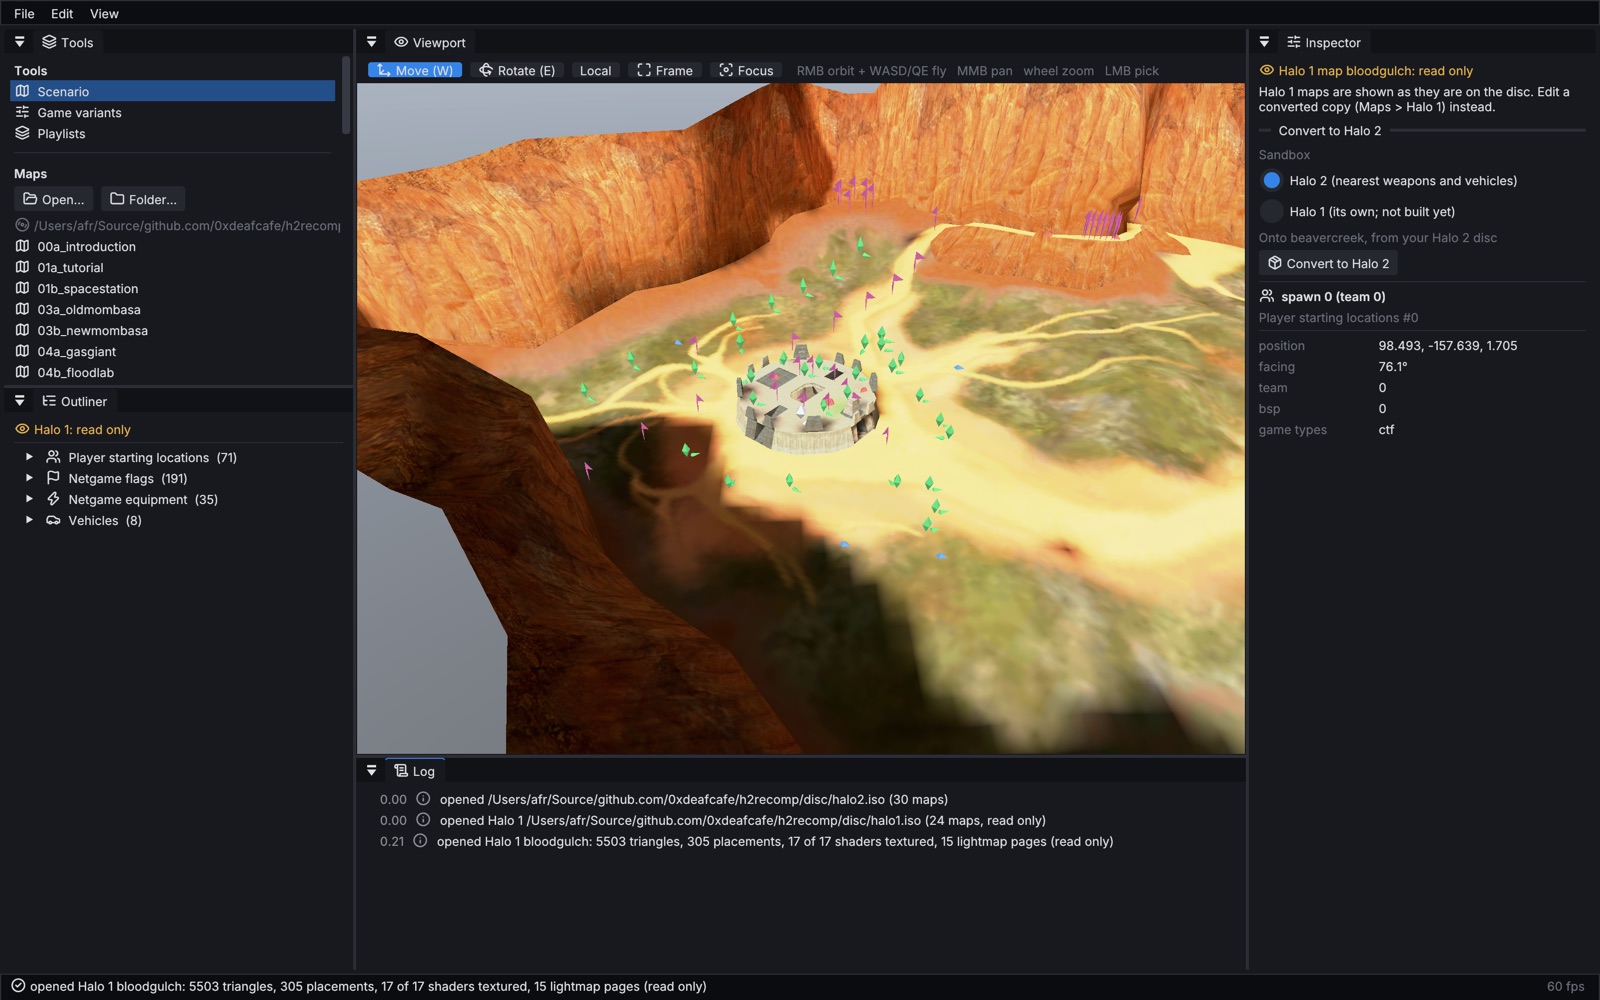 File Edit View
Tools
Tools
Scenario
Game variants
Playlists
Maps
Open... Folder...
/Users/afr/Source/github.com/0xdeafcafe/h2recomp
00a_introduction
01a_tutorial
01b_spacestation
03a_oldmombasa
03b_newmombasa
04a_gasgiant
04b_floodlab
Outliner
Halo 1: read only
Player starting locations (71)
Netgame flags (191)
Netgame equipment (35)
Vehicles (8)
Viewport
Move (W) Rotate (E) Local Frame Focus RMB orbit + WASD/QE fly MMB pan wheel zoom LMB pick
Log
0.00 opened /Users/afr/Source/github.com/0xdeafcafe/h2recomp/disc/halo2.iso (30 maps)
0.00 opened Halo 1 /Users/afr/Source/github.com/0xdeafcafe/h2recomp/disc/halo1.iso (24 maps, read only)
0.21 opened Halo 1 bloodgulch: 5503 triangles, 305 placements, 17 of 17 shaders textured, 15 lightmap pages (read only)
Inspector
Halo 1 map bloodgulch: read only
Halo 1 maps are shown as they are on the disc. Edit a
converted copy (Maps > Halo 1) instead.
Convert to Halo 2
Sandbox
Halo 2 (nearest weapons and vehicles)
Halo 1 (its own; not built yet)
Onto beavercreek, from your Halo 2 disc
Convert to Halo 2
spawn 0 (team 0)
Player starting locations #0
position 98.493, -157.639, 1.705
facing 76.1°
team 0
bsp 0
game types ctf
opened Halo 1 bloodgulch: 5503 triangles, 305 placements, 17 of 17 shaders textured, 15 lightmap pages (read only)
60 fps